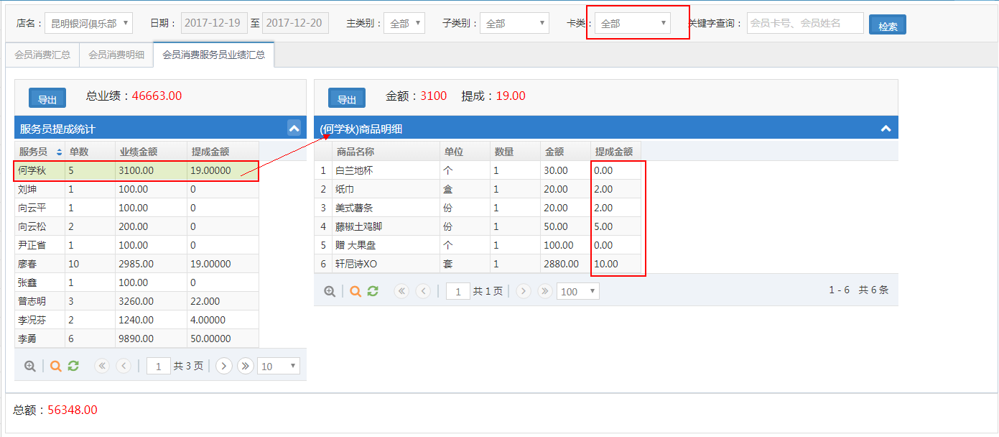 店名： 昆明银河俱乐部 日期： 2017-12-19 至 2017-12-20 主类别： 全部 子类别： 全部 卡类： 全部 关键字查询： 会员卡号、会员姓名 检索
会员消费汇总 会员消费明细 会员消费服务员业绩汇总
导出 总业绩：46663.00
服务员提成统计
服务员 单数 业绩金额 提成金额
何学秋 5 3100.00 19.00000
刘坤 1 100.00 0
向云平 1 100.00 0
向云松 2 200.00 0
尹正省 1 100.00 0
廖春 10 2985.00 19.00000
张鑫 1 100.00 0
普志明 3 3260.00 22.000
李况芬 2 1240.00 4.00000
李勇 6 9890.00 50.00000
1 共 3 页 10
导出 金额：3100 提成：19.00
(何学秋)商品明细
商品名称 单位 数量 金额 提成金额
1 白兰地杯 个 1 30.00 0.00
2 纸巾 盒 1 20.00 2.00
3 美式薯条 份 1 20.00 2.00
4 藤椒土鸡脚 份 1 50.00 5.00
5 赠 大果盘 个 1 100.00 0.00
6 轩尼诗XO 套 1 2880.00 10.00
1 共 1 页 100 1 - 6 共 6 条
总额：56348.00